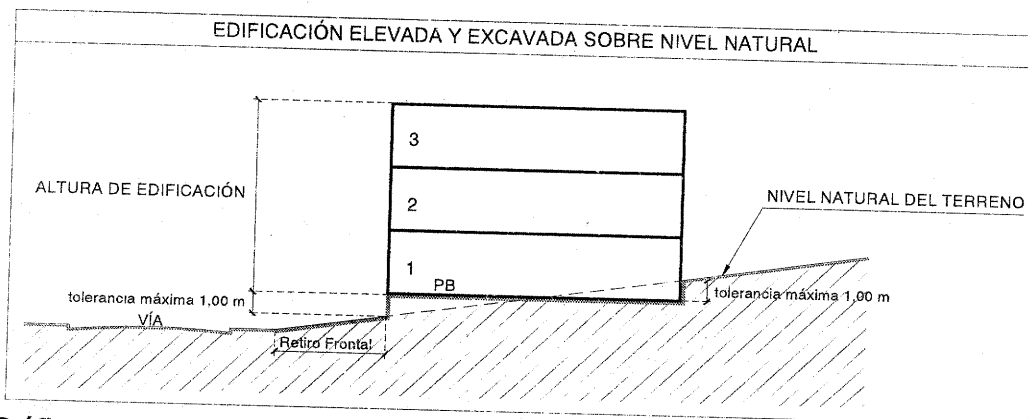 EDIFICACIÓN ELEVADA Y EXCAVADA SOBRE NIVEL NATURAL
3
ALTURA DE EDIFICACIÓN
2
NIVEL NATURAL DEL TERRENO
1
PB
tolerancia máxima 1,00 m
tolerancia máxima 1,00 m
VÍA
Retiro Frontal